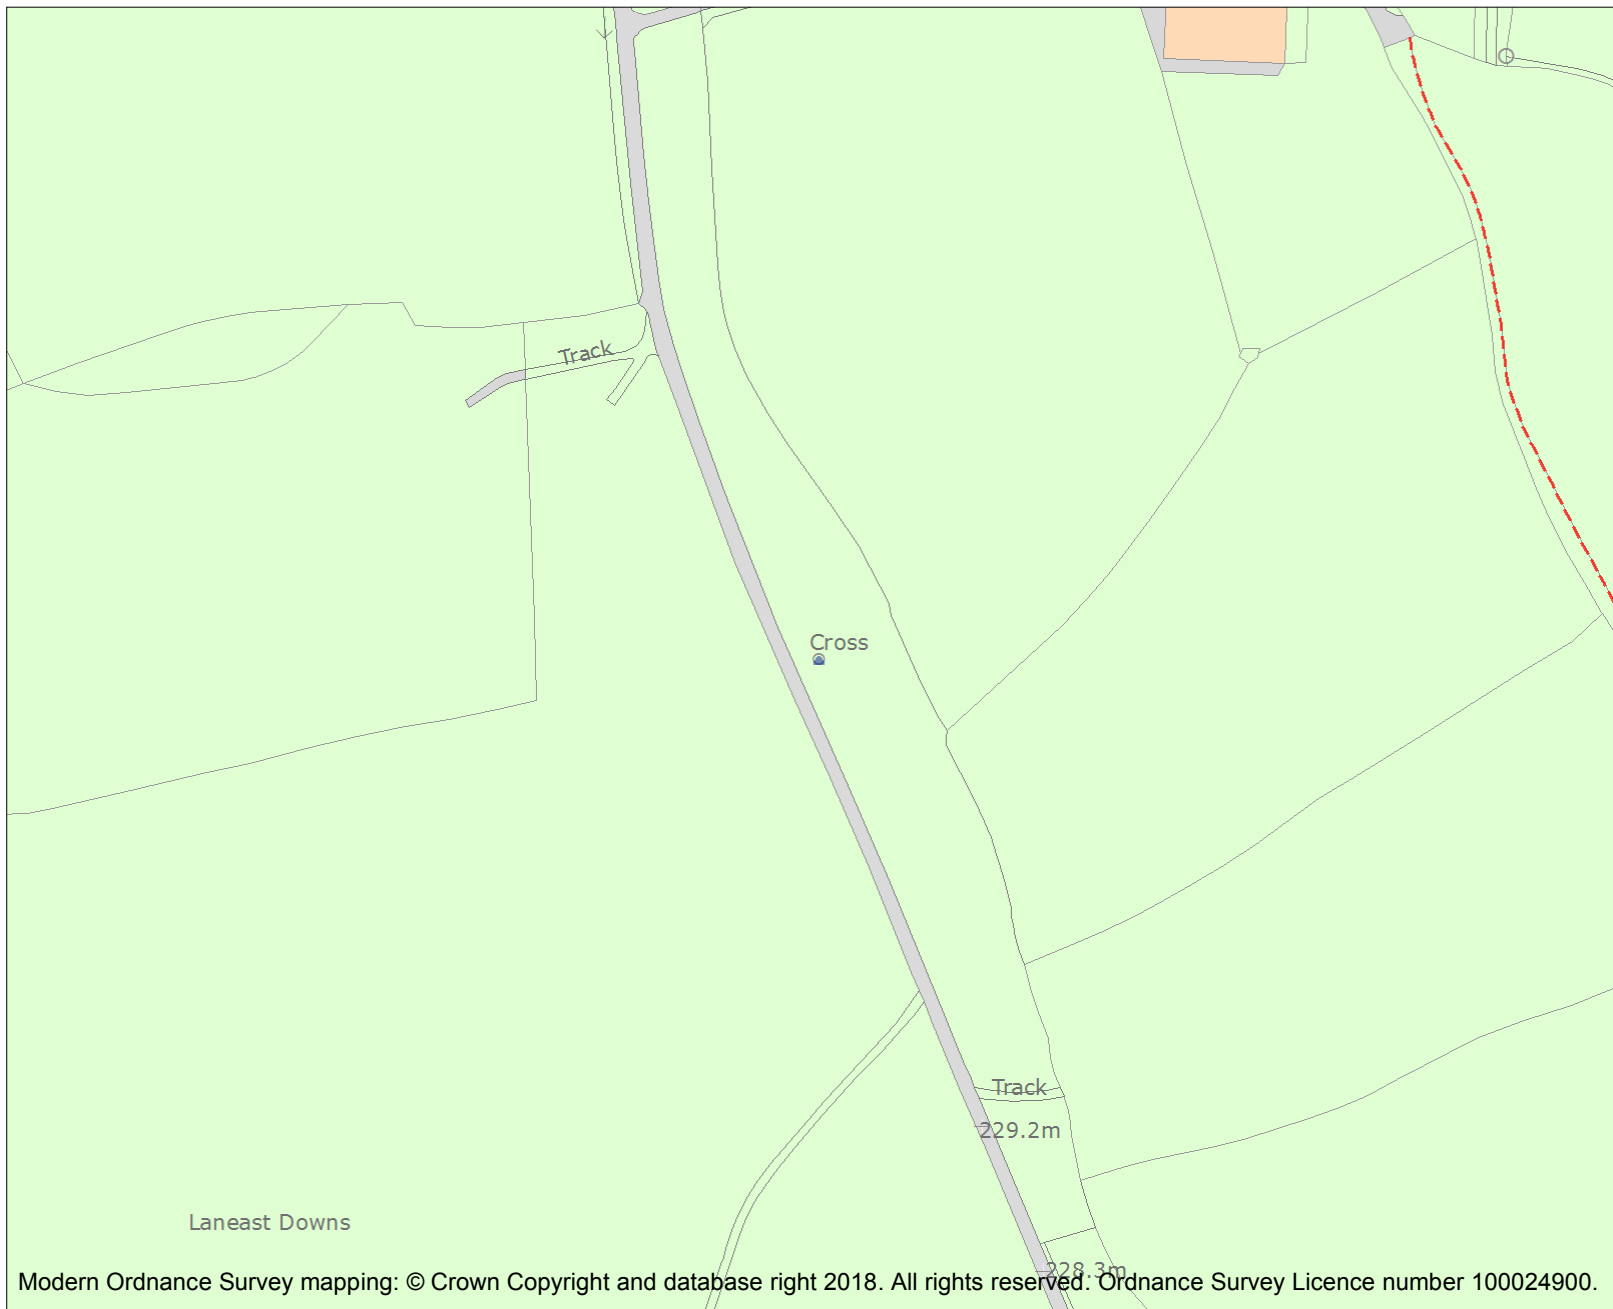 Track
Cross
Track
229.2m
Laneast Downs
228.3m
Modern Ordnance Survey mapping: © Crown Copyright and database right 2018. All rights reserved. Ordnance Survey Licence number 100024900.